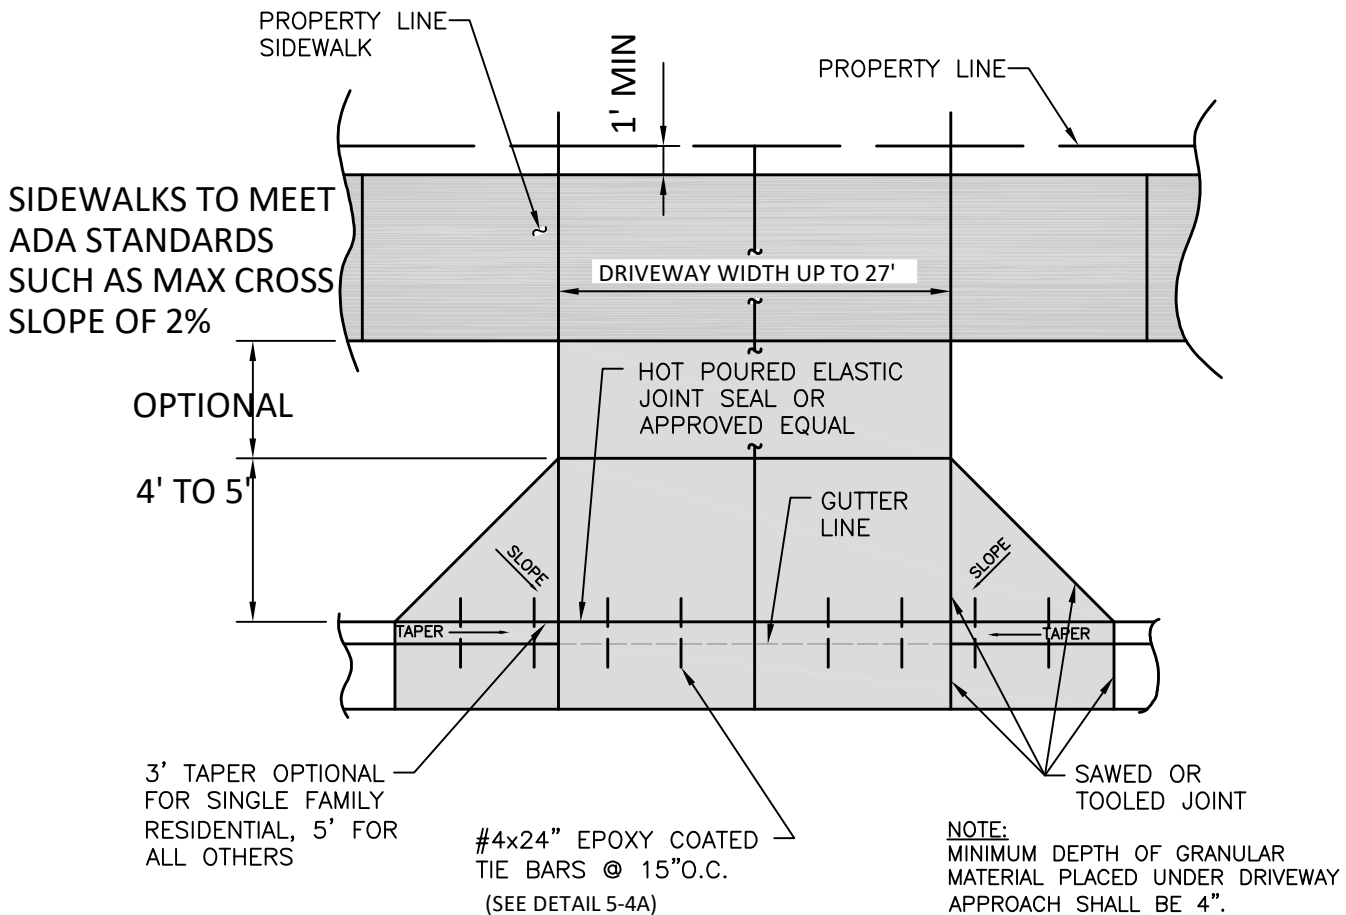 PROPERTY LINE
SIDEWALK
1' MIN
PROPERTY LINE
SIDEWALKS TO MEET
ADA STANDARDS
SUCH AS MAX CROSS
SLOPE OF 2%
DRIVEWAY WIDTH UP TO 27'
OPTIONAL
HOT POURED ELASTIC
JOINT SEAL OR
APPROVED EQUAL
4' TO 5'
GUTTER
LINE
SLOPE
SLOPE
TAPER
TAPER
3' TAPER OPTIONAL
FOR SINGLE FAMILY
RESIDENTIAL, 5' FOR
ALL OTHERS
#4x24" EPOXY COATED
TIE BARS @ 15"O.C.
(SEE DETAIL 5-4A)
SAWED OR
TOOLED JOINT
NOTE:
MINIMUM DEPTH OF GRANULAR
MATERIAL PLACED UNDER DRIVEWAY
APPROACH SHALL BE 4".